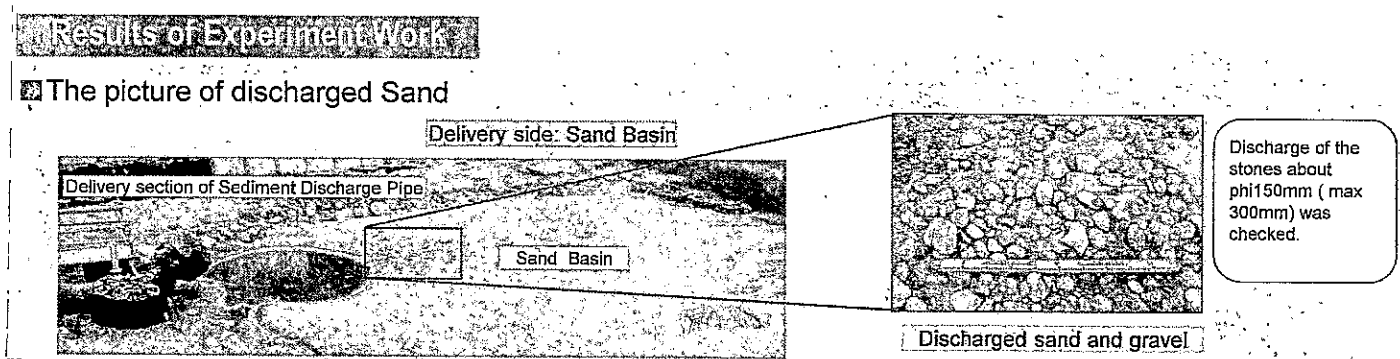 Results of Experiment Work
The picture of discharged Sand
Delivery side: Sand Basin
Delivery section of Sediment Discharge Pipe
Sand Basin
Discharge of the
stones about
phi150mm ( max
300mm) was
checked.
Discharged sand and gravel